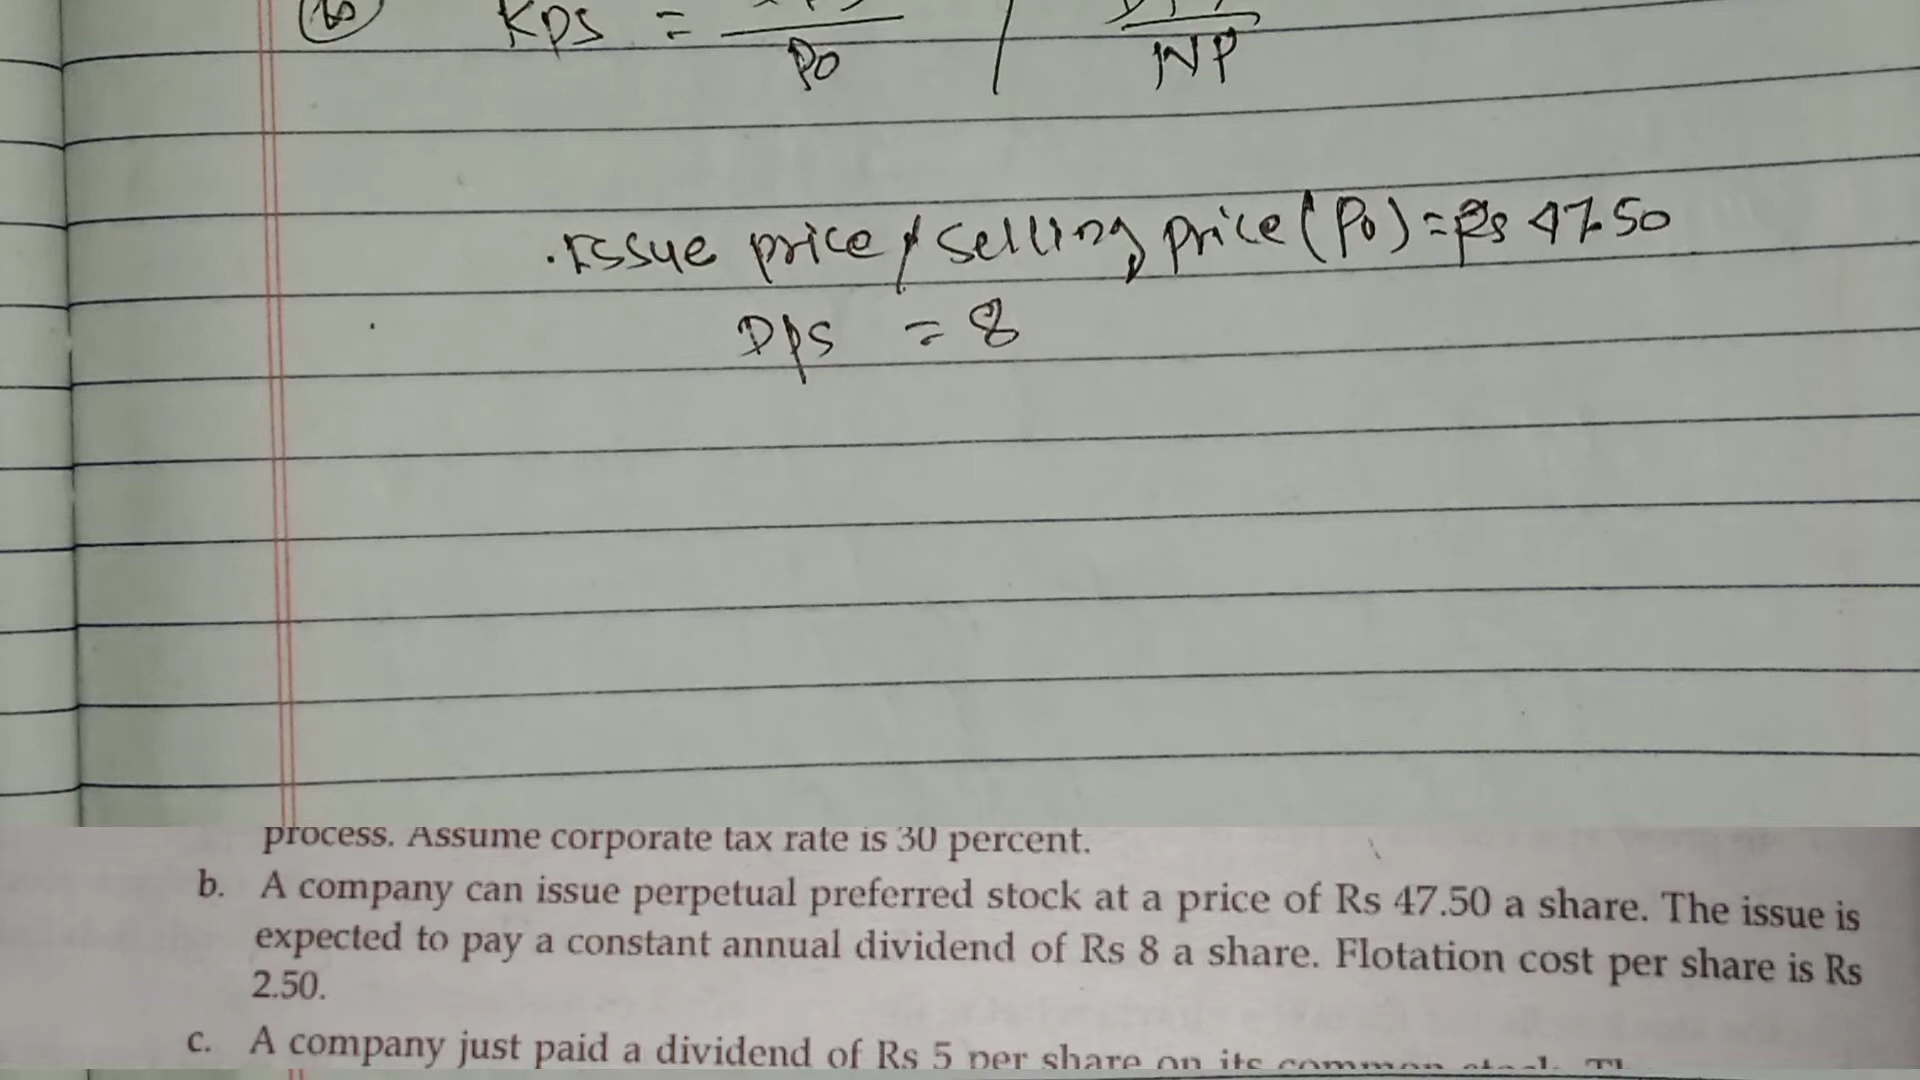 (b) Kps =
Po / NP
.Issue price / selling price (Po) = Rs 47.50
Dps = 8
process. Assume corporate tax rate is 30 percent.
b. A company can issue perpetual preferred stock at a price of Rs 47.50 a share. The issue is
expected to pay a constant annual dividend of Rs 8 a share. Flotation cost per share is Rs
2.50.
c. A company just paid a dividend of Rs 5 per share on its common